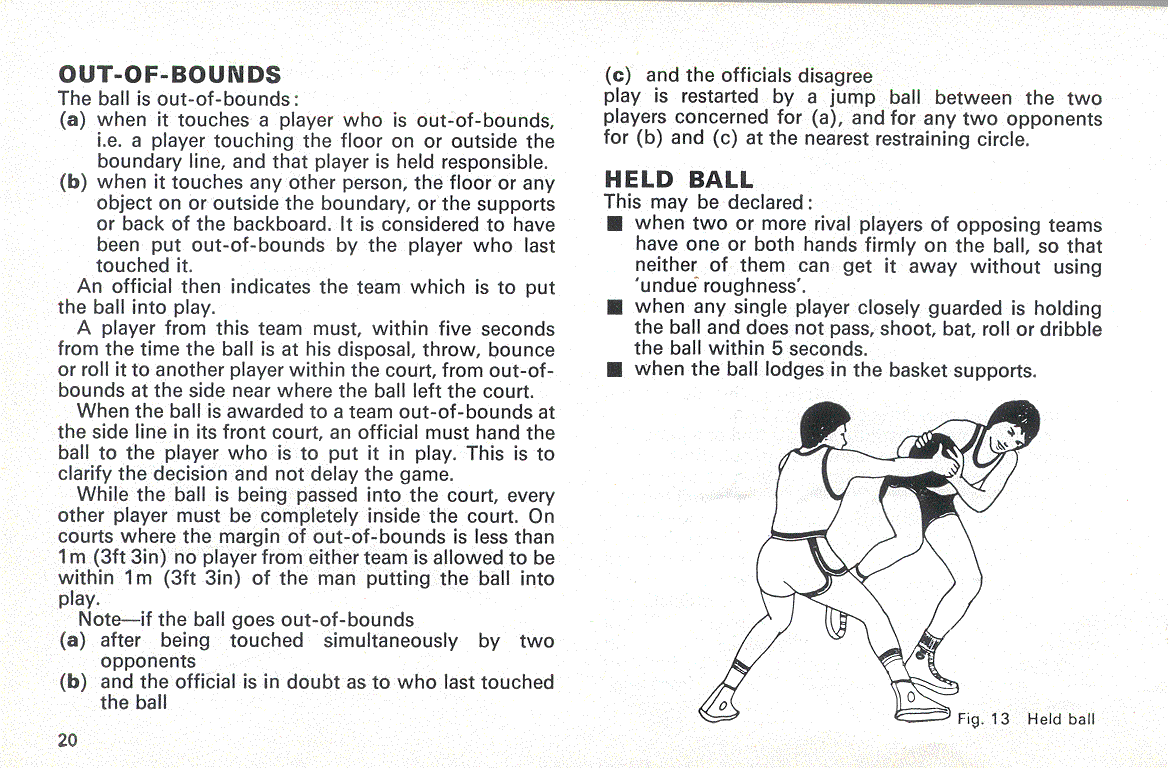 OUT-OF-BOUNDS
The ball is out-of-bounds:
(a) when it touches a player who is out-of-bounds,
i.e. a player touching the floor on or outside the
boundary line, and that player is held responsible.
(b) when it touches any other person, the floor or any
object on or outside the boundary, or the supports
or back of the backboard. It is considered to have
been put out-of-bounds by the player who last
touched it.
An official then indicates the team which is to put
the ball into play.
A player from this team must, within five seconds
from the time the ball is at his disposal, throw, bounce
or roll it to another player within the court, from out-of-
bounds at the side near where the ball left the court.
When the ball is awarded to a team out-of-bounds at
the side line in its front court, an official must hand the
ball to the player who is to put it in play. This is to
clarify the decision and not delay the game.
While the ball is being passed into the court, every
other player must be completely inside the court. On
courts where the margin of out-of-bounds is less than
1m (3ft 3in) no player from either team is allowed to be
within 1m (3ft 3in) of the man putting the ball into
play.
Note—if the ball goes out-of-bounds
(a) after being touched simultaneously by two
opponents
(b) and the official is in doubt as to who last touched
the ball
20
(c) and the officials disagree
play is restarted by a jump ball between the two
players concerned for (a), and for any two opponents
for (b) and (c) at the nearest restraining circle.
HELD BALL
This may be declared:
■ when two or more rival players of opposing teams
have one or both hands firmly on the ball, so that
neither of them can get it away without using
'undue roughness'.
■ when any single player closely guarded is holding
the ball and does not pass, shoot, bat, roll or dribble
the ball within 5 seconds.
■ when the ball lodges in the basket supports.
Fig. 13 Held ball